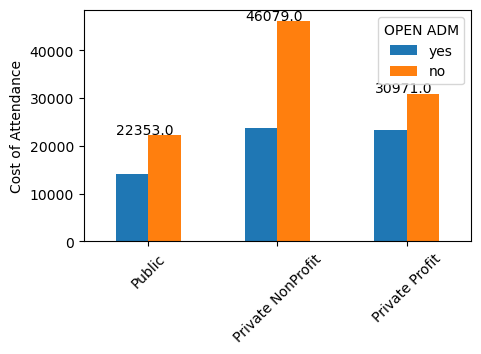 46079.0
OPEN ADM
yes
no
30971.0
22353.0
Cost of Attendance
40000
30000
20000
10000
0
Public
Private NonProfit
Private Profit